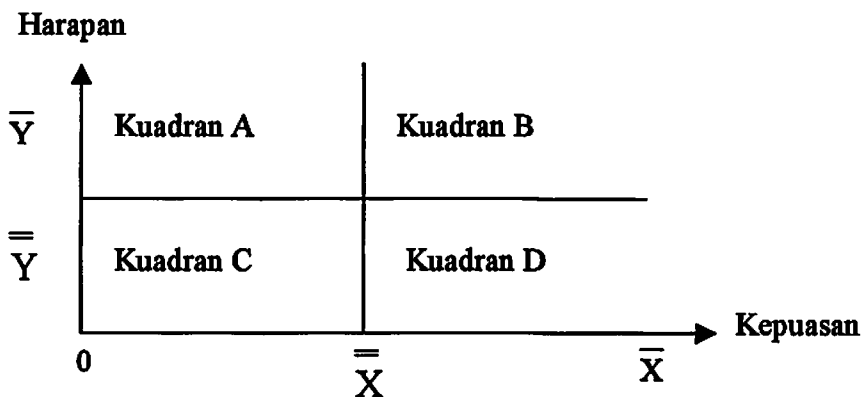 Harapan
Y̅ Kuadran A Kuadran B
Y̿ Kuadran C Kuadran D
Kepuasan
0 X̿ X̅